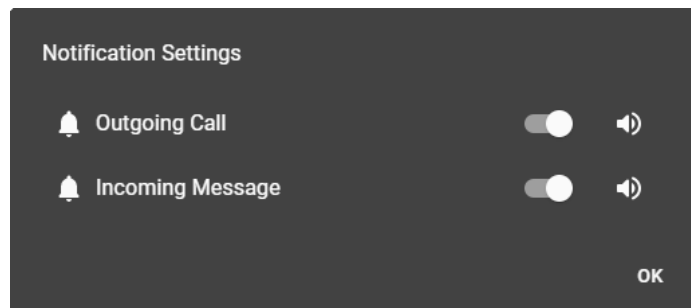 Notification Settings
Outgoing Call
Incoming Message
OK